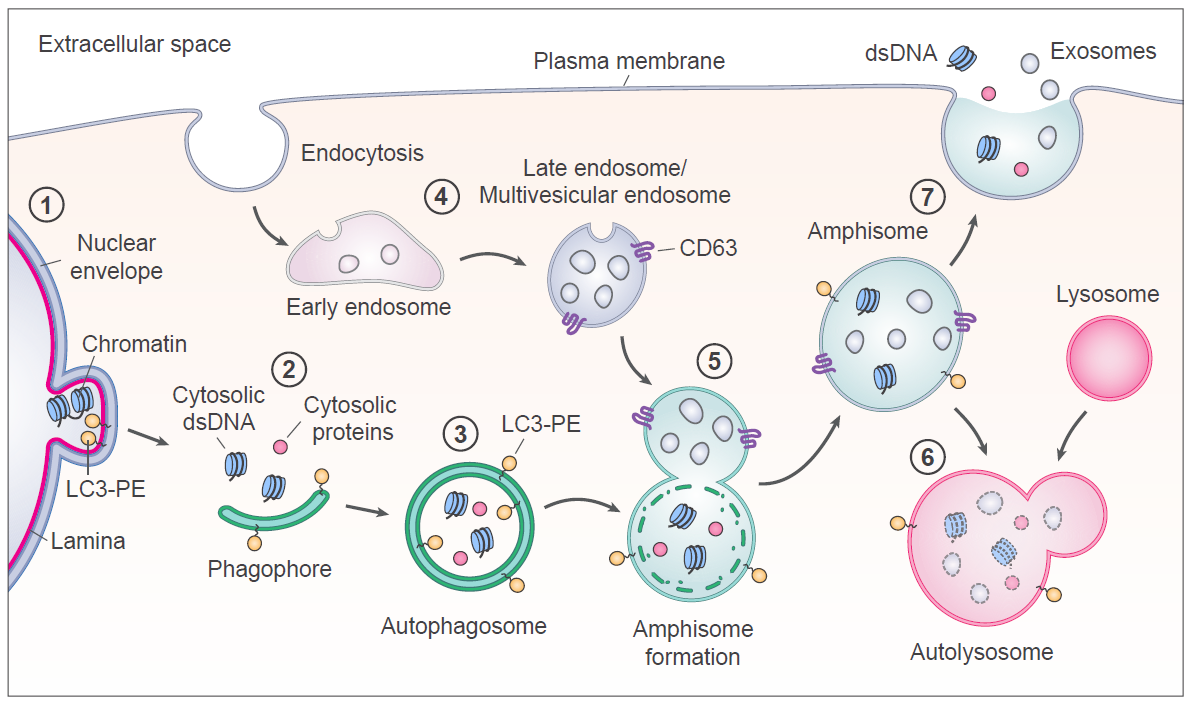 Extracellular space
Plasma membrane
dsDNA
Exosomes
Endocytosis
4
Late endosome/
Multivesicular endosome
7
1
Nuclear
envelope
Amphisome
CD63
Early endosome
Lysosome
Chromatin
2
5
Cytosolic
dsDNA
Cytosolic
proteins
3
LC3-PE
6
LC3-PE
Lamina
Phagophore
Autophagosome
Amphisome
formation
Autolysosome